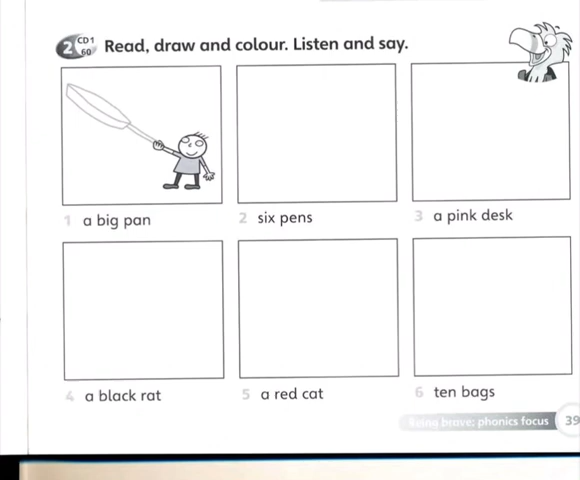 2 CD1 60 Read, draw and colour. Listen and say.
1 a big pan 2 six pens 3 a pink desk
4 a black rat 5 a red cat 6 ten bags
Being brave; phonics focus 39